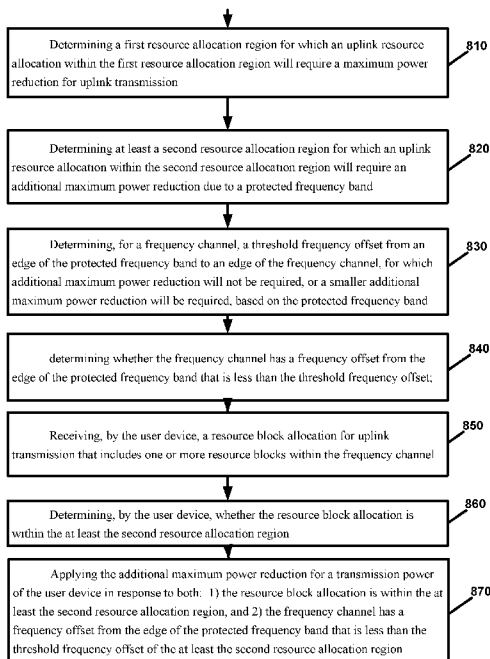 Determining a first resource allocation region for which an uplink resource
allocation within the first resource allocation region will require a maximum power
reduction for uplink transmission
810
Determining at least a second resource allocation region for which an uplink
resource allocation within the second resource allocation region will require an
additional maximum power reduction due to a protected frequency band
820
Determining, for a frequency channel, a threshold frequency offset from an
edge of the protected frequency band to an edge of the frequency channel, for which
additional maximum power reduction will not be required, or a smaller additional
maximum power reduction will be required, based on the protected frequency band
830
determining whether the frequency channel has a frequency offset from the
edge of the protected frequency band that is less than the threshold frequency offset;
840
Receiving, by the user device, a resource block allocation for uplink
transmission that includes one or more resource blocks within the frequency channel
850
Determining, by the user device, whether the resource block allocation is
within the at least the second resource allocation region
860
Applying the additional maximum power reduction for a transmission power
of the user device in response to both: 1) the resource block allocation is within the at
least the second resource allocation region, and 2) the frequency channel has a
frequency offset from the edge of the protected frequency band that is less than the
threshold frequency offset of the at least the second resource allocation region
870